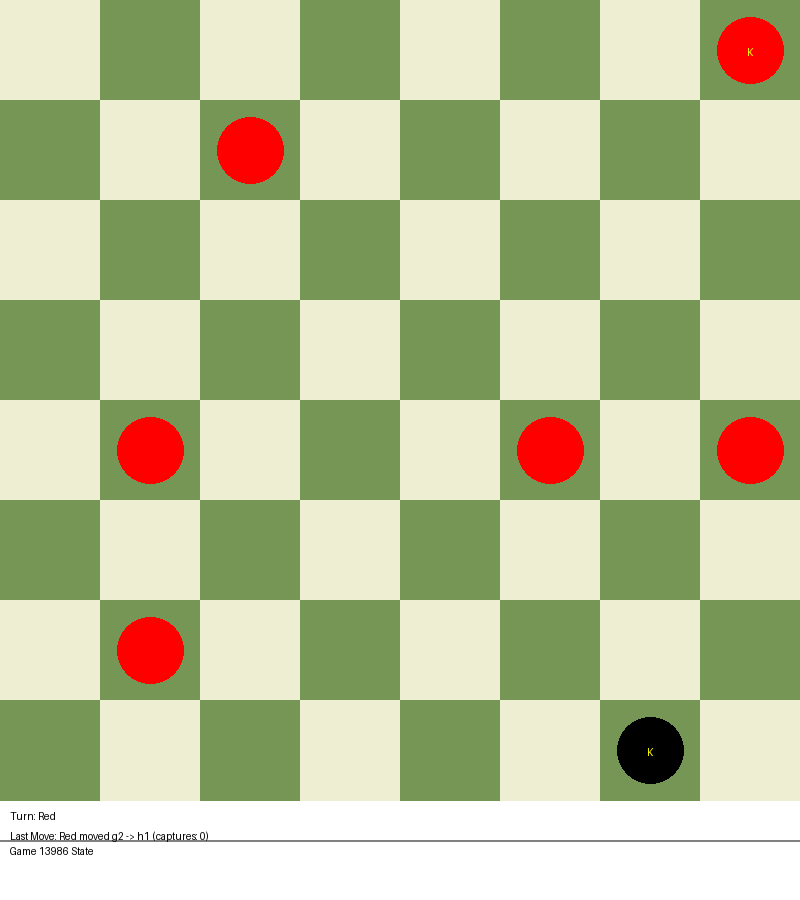 K
K
Turn: Red
Last Move: Red moved g2 -> h1 (captures: 0)
Game 13986 State